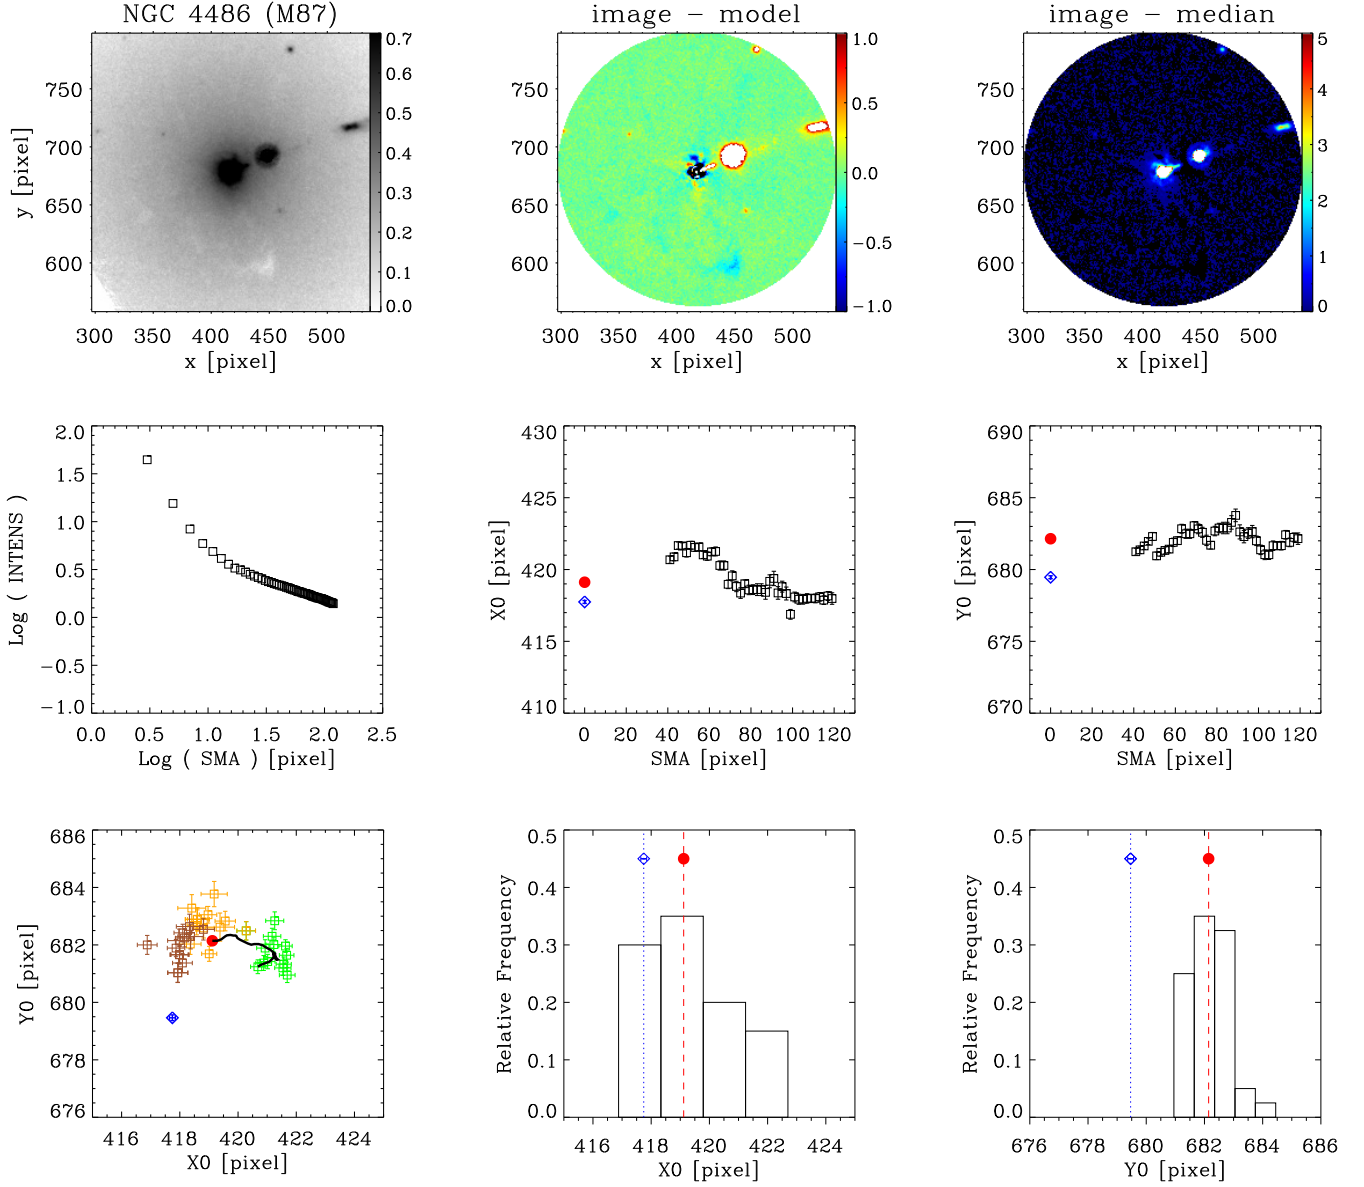 NGC 4486 (M87)
image − model
image − median
y [pixel]
750
700
650
600
300 350 400 450 500
x [pixel]
0.7
0.6
0.5
0.4
0.3
0.2
0.1
0.0
750
700
650
600
300 350 400 450 500
x [pixel]
1.0
0.5
0.0
−0.5
−1.0
750
700
650
600
300 350 400 450 500
x [pixel]
5
4
3
2
1
0
Log ( INTENS )
2.0
1.5
1.0
0.5
0.0
−0.5
−1.0
0.0 0.5 1.0 1.5 2.0 2.5
Log ( SMA ) [pixel]
X0 [pixel]
430
425
420
415
410
0 20 40 60 80 100 120
SMA [pixel]
Y0 [pixel]
690
685
680
675
670
0 20 40 60 80 100 120
SMA [pixel]
Y0 [pixel]
686
684
682
680
678
676
416 418 420 422 424
X0 [pixel]
Relative Frequency
0.5
0.4
0.3
0.2
0.1
0.0
416 418 420 422 424
X0 [pixel]
Relative Frequency
0.5
0.4
0.3
0.2
0.1
0.0
676 678 680 682 684 686
Y0 [pixel]